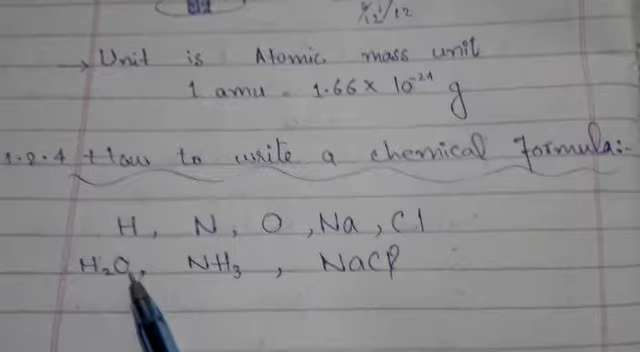 → Unit is Atomic mass unit
1 amu = 1.66 × 10⁻²⁴ g
1.2.4 How to write a chemical formula:-
H, N, O, Na, Cl
H₂O, NH₃, NaCl